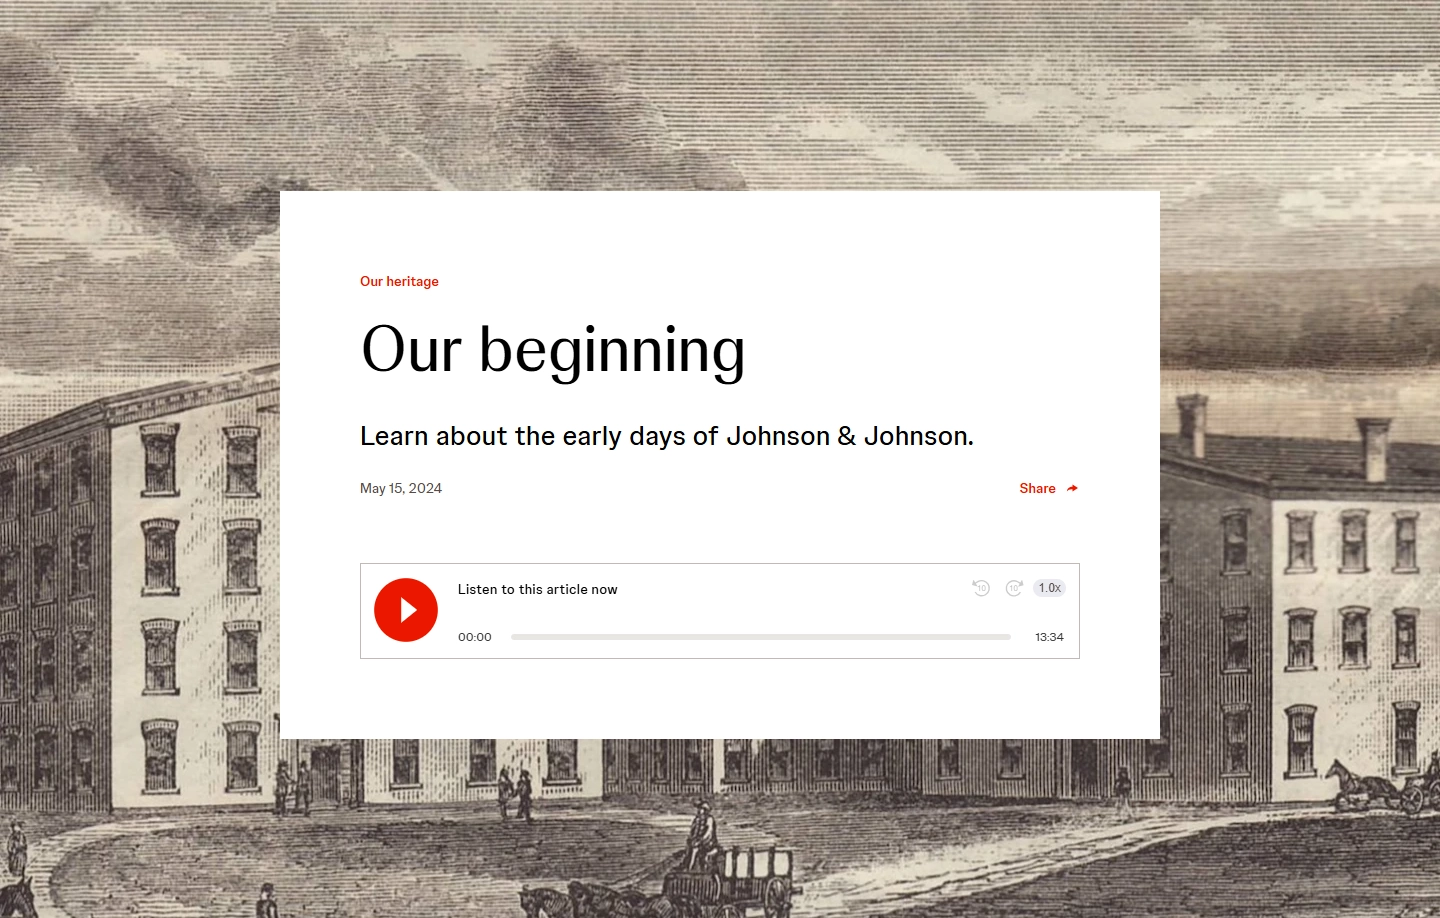 Our heritage
Our beginning
Learn about the early days of Johnson & Johnson.
May 15, 2024
Share
Listen to this article now
10
10
1.0x
00:00
13:34